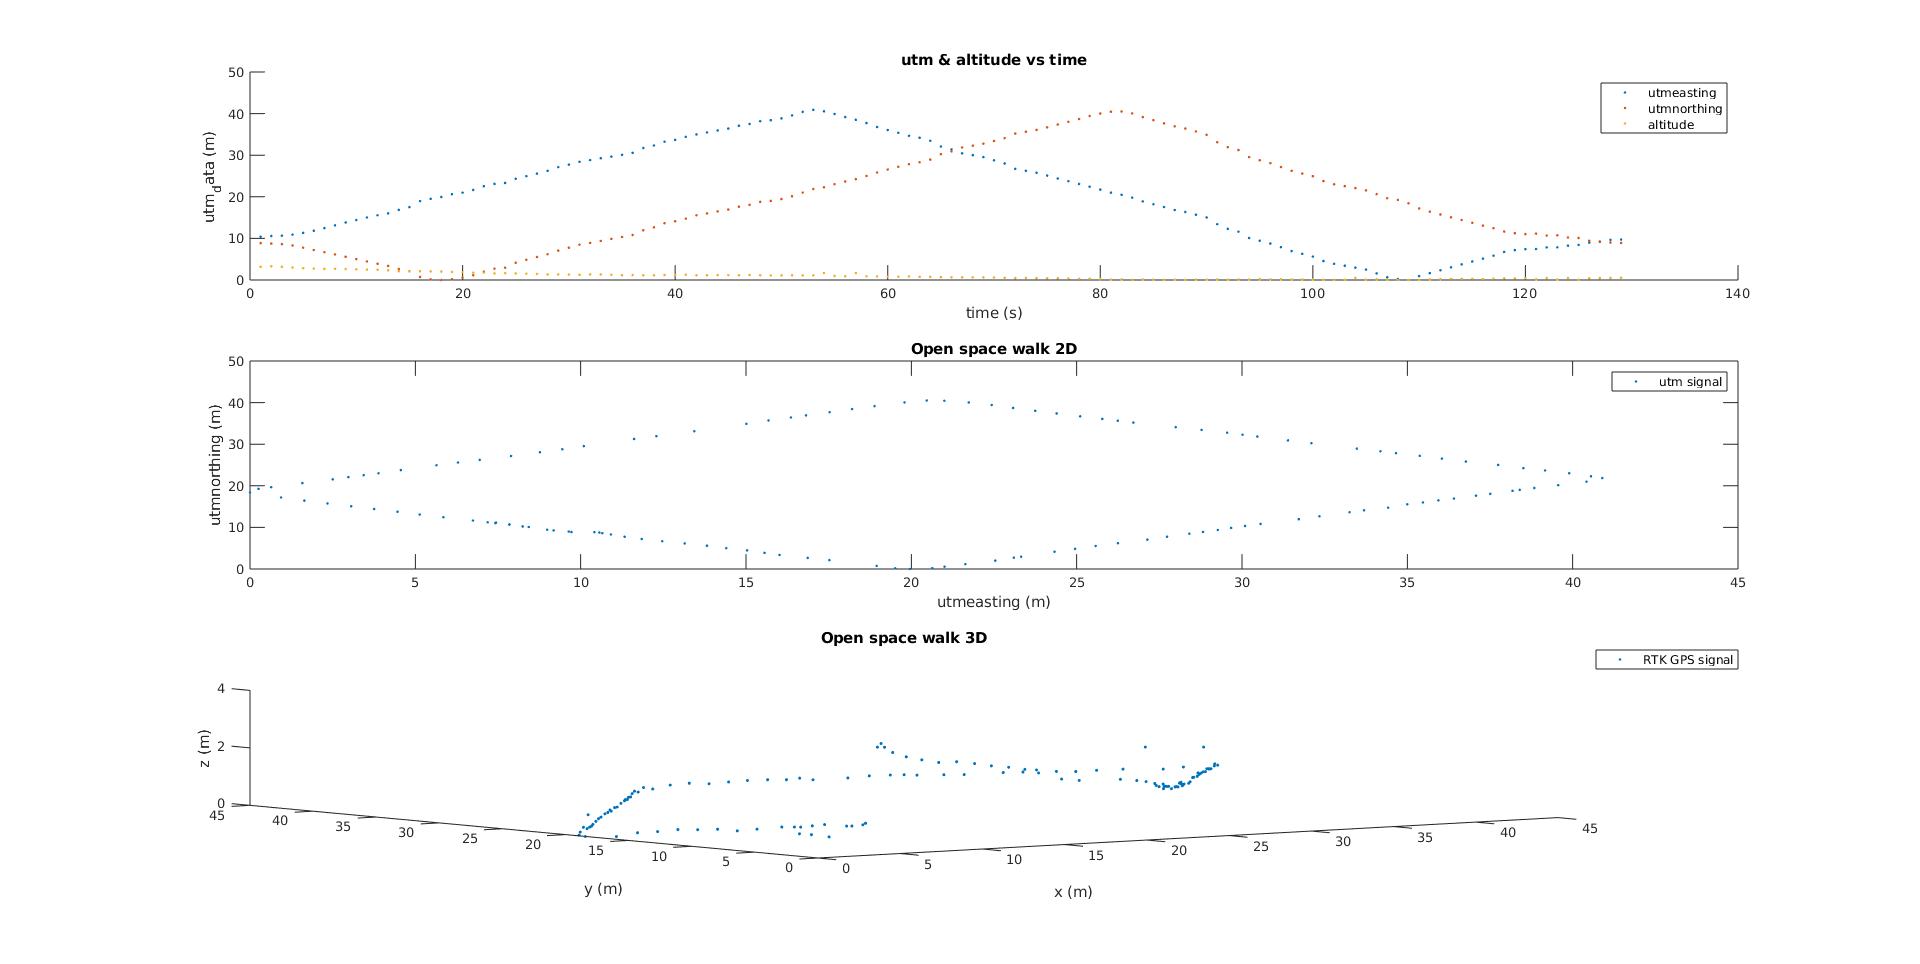 utm & altitude vs time
50
40
30
20
10
0
utm_data (m)
0 20 40 60 80 100 120 140
time (s)
utmeasting
utmnorthing
altitude
Open space walk 2D
50
40
30
20
10
0
utmnorthing (m)
0 5 10 15 20 25 30 35 40 45
utmeasting (m)
utm signal
Open space walk 3D
RTK GPS signal
4
2
0
z (m)
45 40 35 30 25 20 15 10 5 0
y (m)
0 5 10 15 20 25 30 35 40 45
x (m)